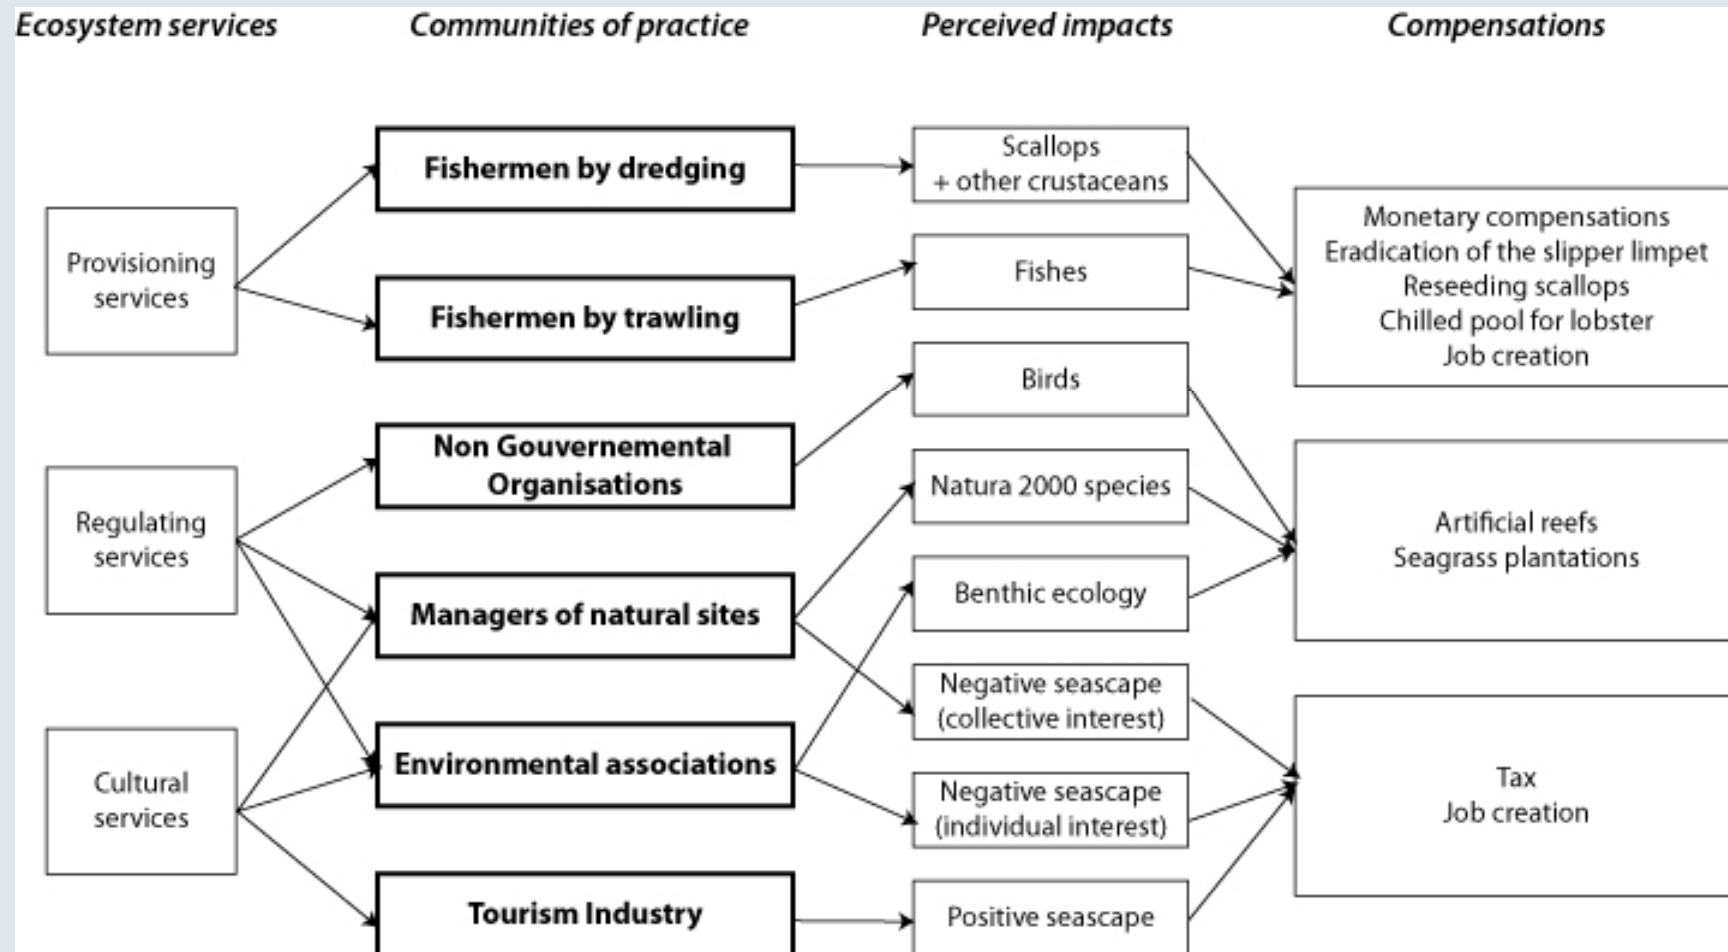 Ecosystem services
Communities of practice
Perceived impacts
Compensations
Provisioning
services
Regulating
services
Cultural
services
Fishermen by dredging
Fishermen by trawling
Non Gouvernemental
Organisations
Managers of natural sites
Environmental associations
Tourism Industry
Scallops
+ other crustaceans
Fishes
Birds
Natura 2000 species
Benthic ecology
Negative seascape
(collective interest)
Negative seascape
(individual interest)
Positive seascape
Monetary compensations
Eradication of the slipper limpet
Reseeding scallops
Chilled pool for lobster
Job creation
Artificial reefs
Seagrass plantations
Tax
Job creation